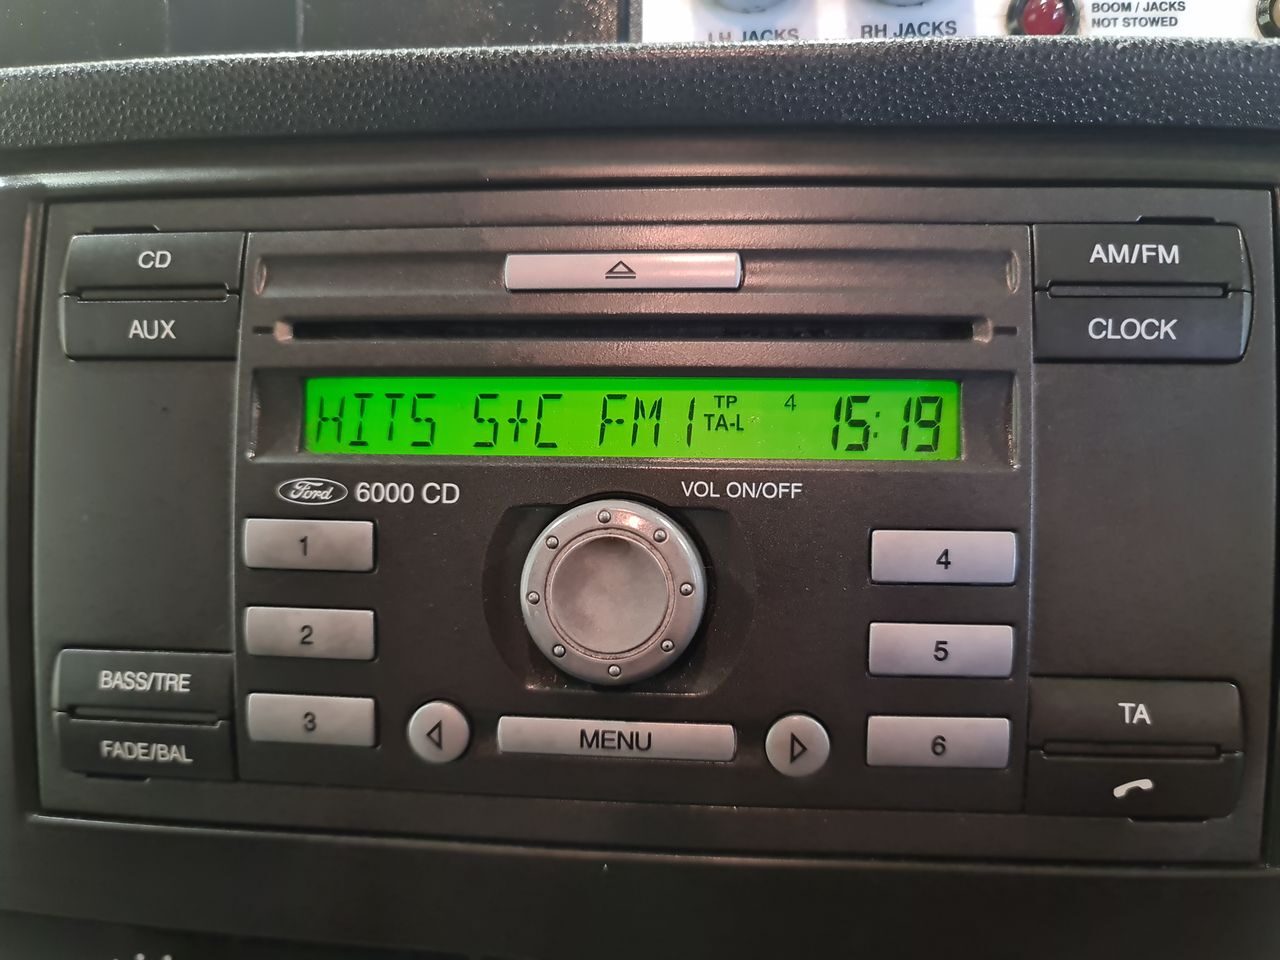 LH JACKS
RH JACKS
BOOM / JACKS
NOT STOWED
CD
AUX
AM/FM
CLOCK
HITS S+C FM1 TP TA-L 4 15:19
Ford 6000 CD
VOL ON/OFF
1
2
3
4
5
6
BASS/TRE
FADE/BAL
MENU
TA